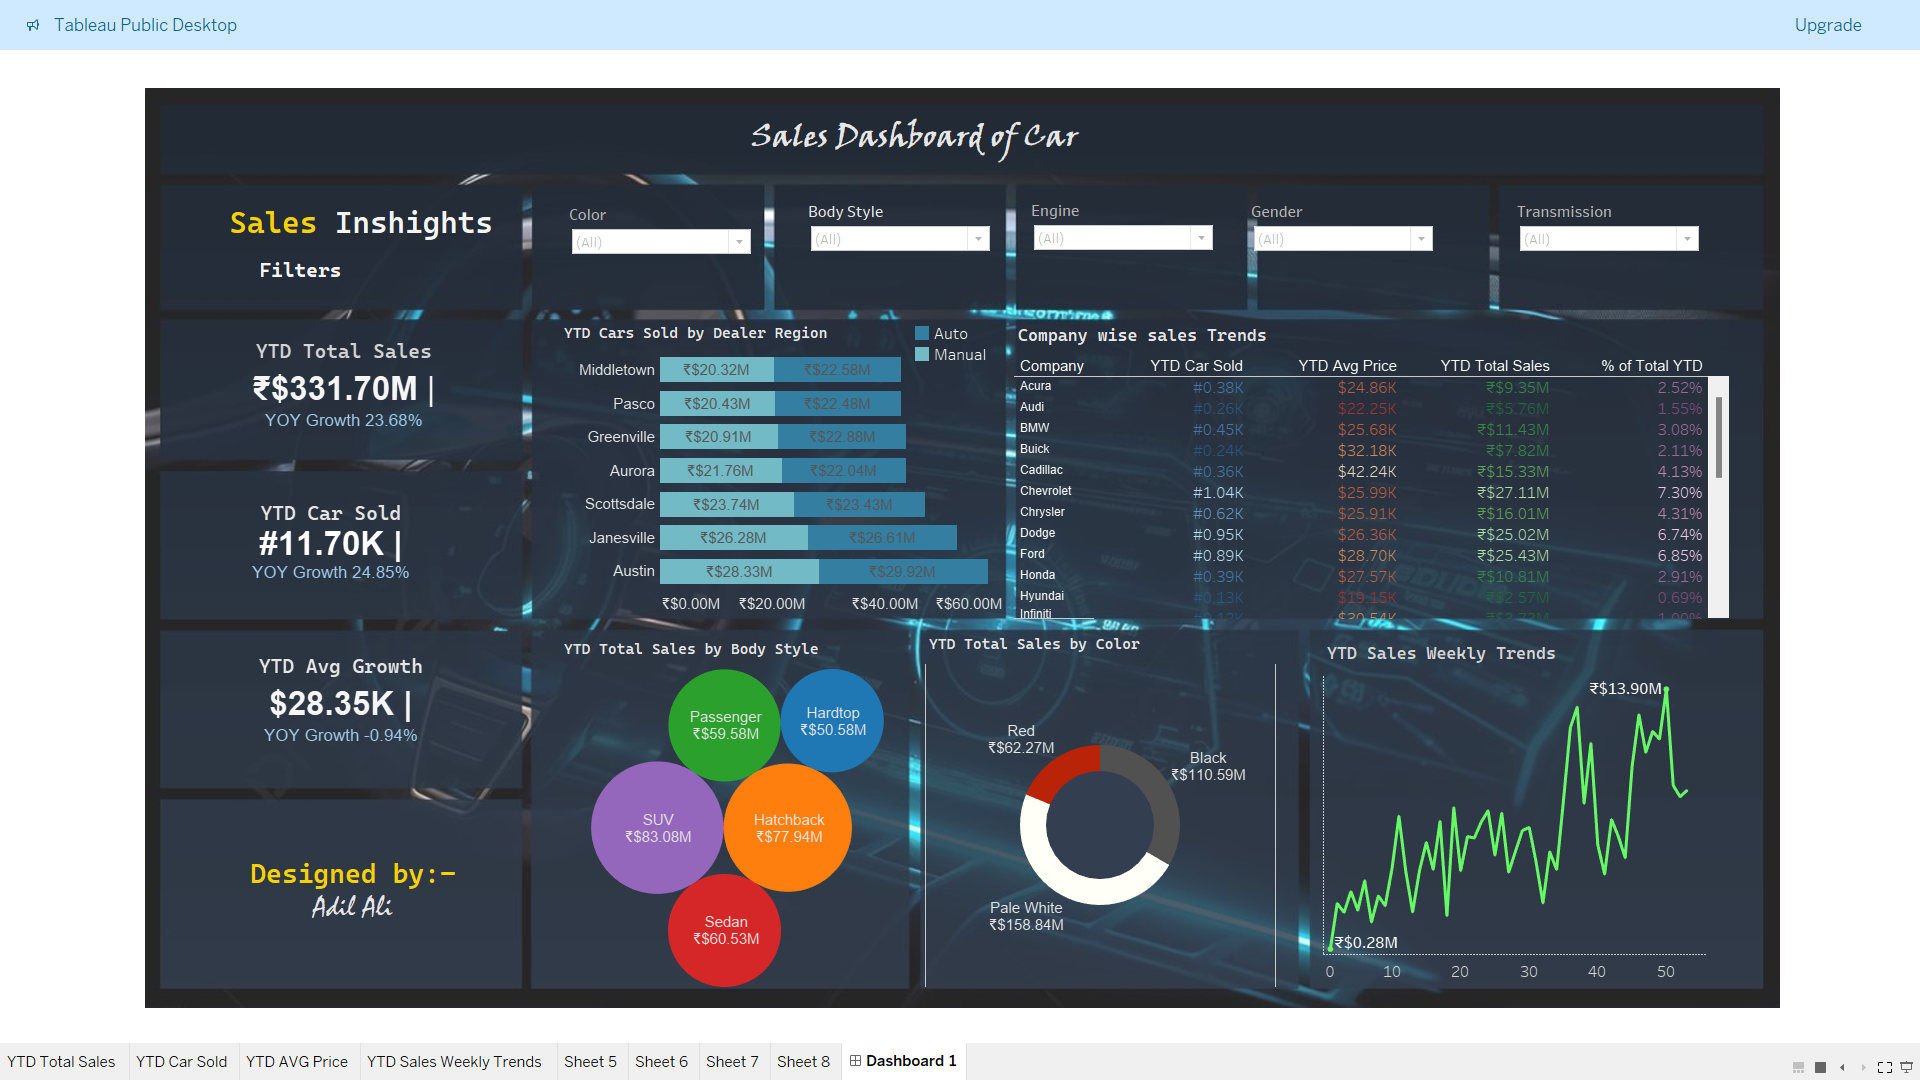 Tableau Public Desktop
Upgrade
Sales Dashboard of Car
Sales Inshights
Filters
Color
(All)
Body Style
(All)
Engine
(All)
Gender
(All)
Transmission
(All)
YTD Total Sales
₹$331.70M |
YOY Growth 23.68%
YTD Car Sold
#11.70K |
YOY Growth 24.85%
YTD Avg Growth
$28.35K |
YOY Growth -0.94%
Designed by:-
Adil Ali
YTD Cars Sold by Dealer Region
Auto
Manual
Middletown ₹$20.32M ₹$22.58M
Pasco ₹$20.43M ₹$22.48M
Greenville ₹$20.91M ₹$22.88M
Aurora ₹$21.76M ₹$22.04M
Scottsdale ₹$23.74M ₹$23.43M
Janesville ₹$26.28M ₹$26.61M
Austin ₹$28.33M ₹$29.92M
₹$0.00M ₹$20.00M ₹$40.00M ₹$60.00M
Company wise sales Trends
Company YTD Car Sold YTD Avg Price YTD Total Sales % of Total YTD
Acura #0.38K $24.86K ₹$9.35M 2.52%
Audi #0.26K $22.25K ₹$5.76M 1.55%
BMW #0.45K $25.68K ₹$11.43M 3.08%
Buick #0.24K $32.18K ₹$7.82M 2.11%
Cadillac #0.36K $42.24K ₹$15.33M 4.13%
Chevrolet #1.04K $25.99K ₹$27.11M 7.30%
Chrysler #0.62K $25.91K ₹$16.01M 4.31%
Dodge #0.95K $26.36K ₹$25.02M 6.74%
Ford #0.89K $28.70K ₹$25.43M 6.85%
Honda #0.39K $27.57K ₹$10.81M 2.91%
Hyundai #0.13K $19.15K ₹$2.57M 0.69%
Infiniti
YTD Total Sales by Body Style
Passenger
₹$59.58M
Hardtop
₹$50.58M
SUV
₹$83.08M
Hatchback
₹$77.94M
Sedan
₹$60.53M
YTD Total Sales by Color
Red
₹$62.27M
Black
₹$110.59M
Pale White
₹$158.84M
YTD Sales Weekly Trends
₹$13.90M
₹$0.28M
0 10 20 30 40 50
YTD Total Sales YTD Car Sold YTD AVG Price YTD Sales Weekly Trends Sheet 5 Sheet 6 Sheet 7 Sheet 8 Dashboard 1